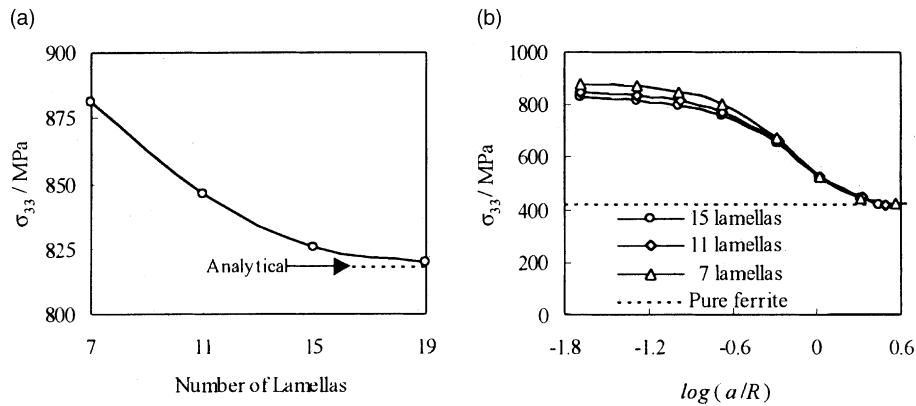 (a)
900
875
850
825
800
σ33 / MPa
Analytical
7 11 15 19
Number of Lamellas
(b)
1000
800
600
400
200
0
σ33 / MPa
15 lamellas
11 lamellas
7 lamellas
Pure ferrite
-1.8 -1.2 -0.6 0 0.6
log ( a/R )